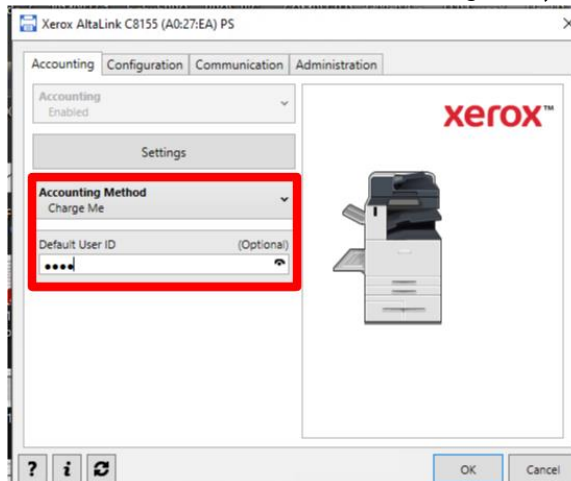 Xerox AltaLink C8155 (A0:27:EA) PS
Accounting Configuration Communication Administration
Accounting
Enabled
Settings
Accounting Method
Charge Me
Default User ID (Optional)
xerox™
? i
OK Cancel